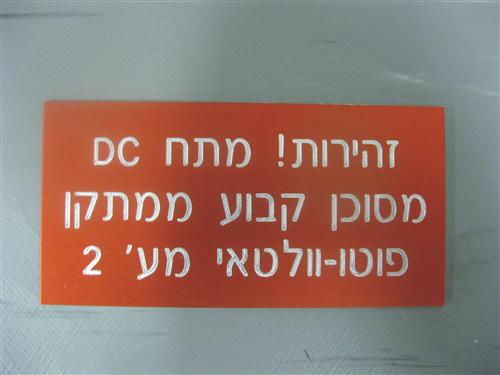 זהירות! מתח DC
מסוכן קבוע ממתקן
פוטו-וולטאי מע' 2